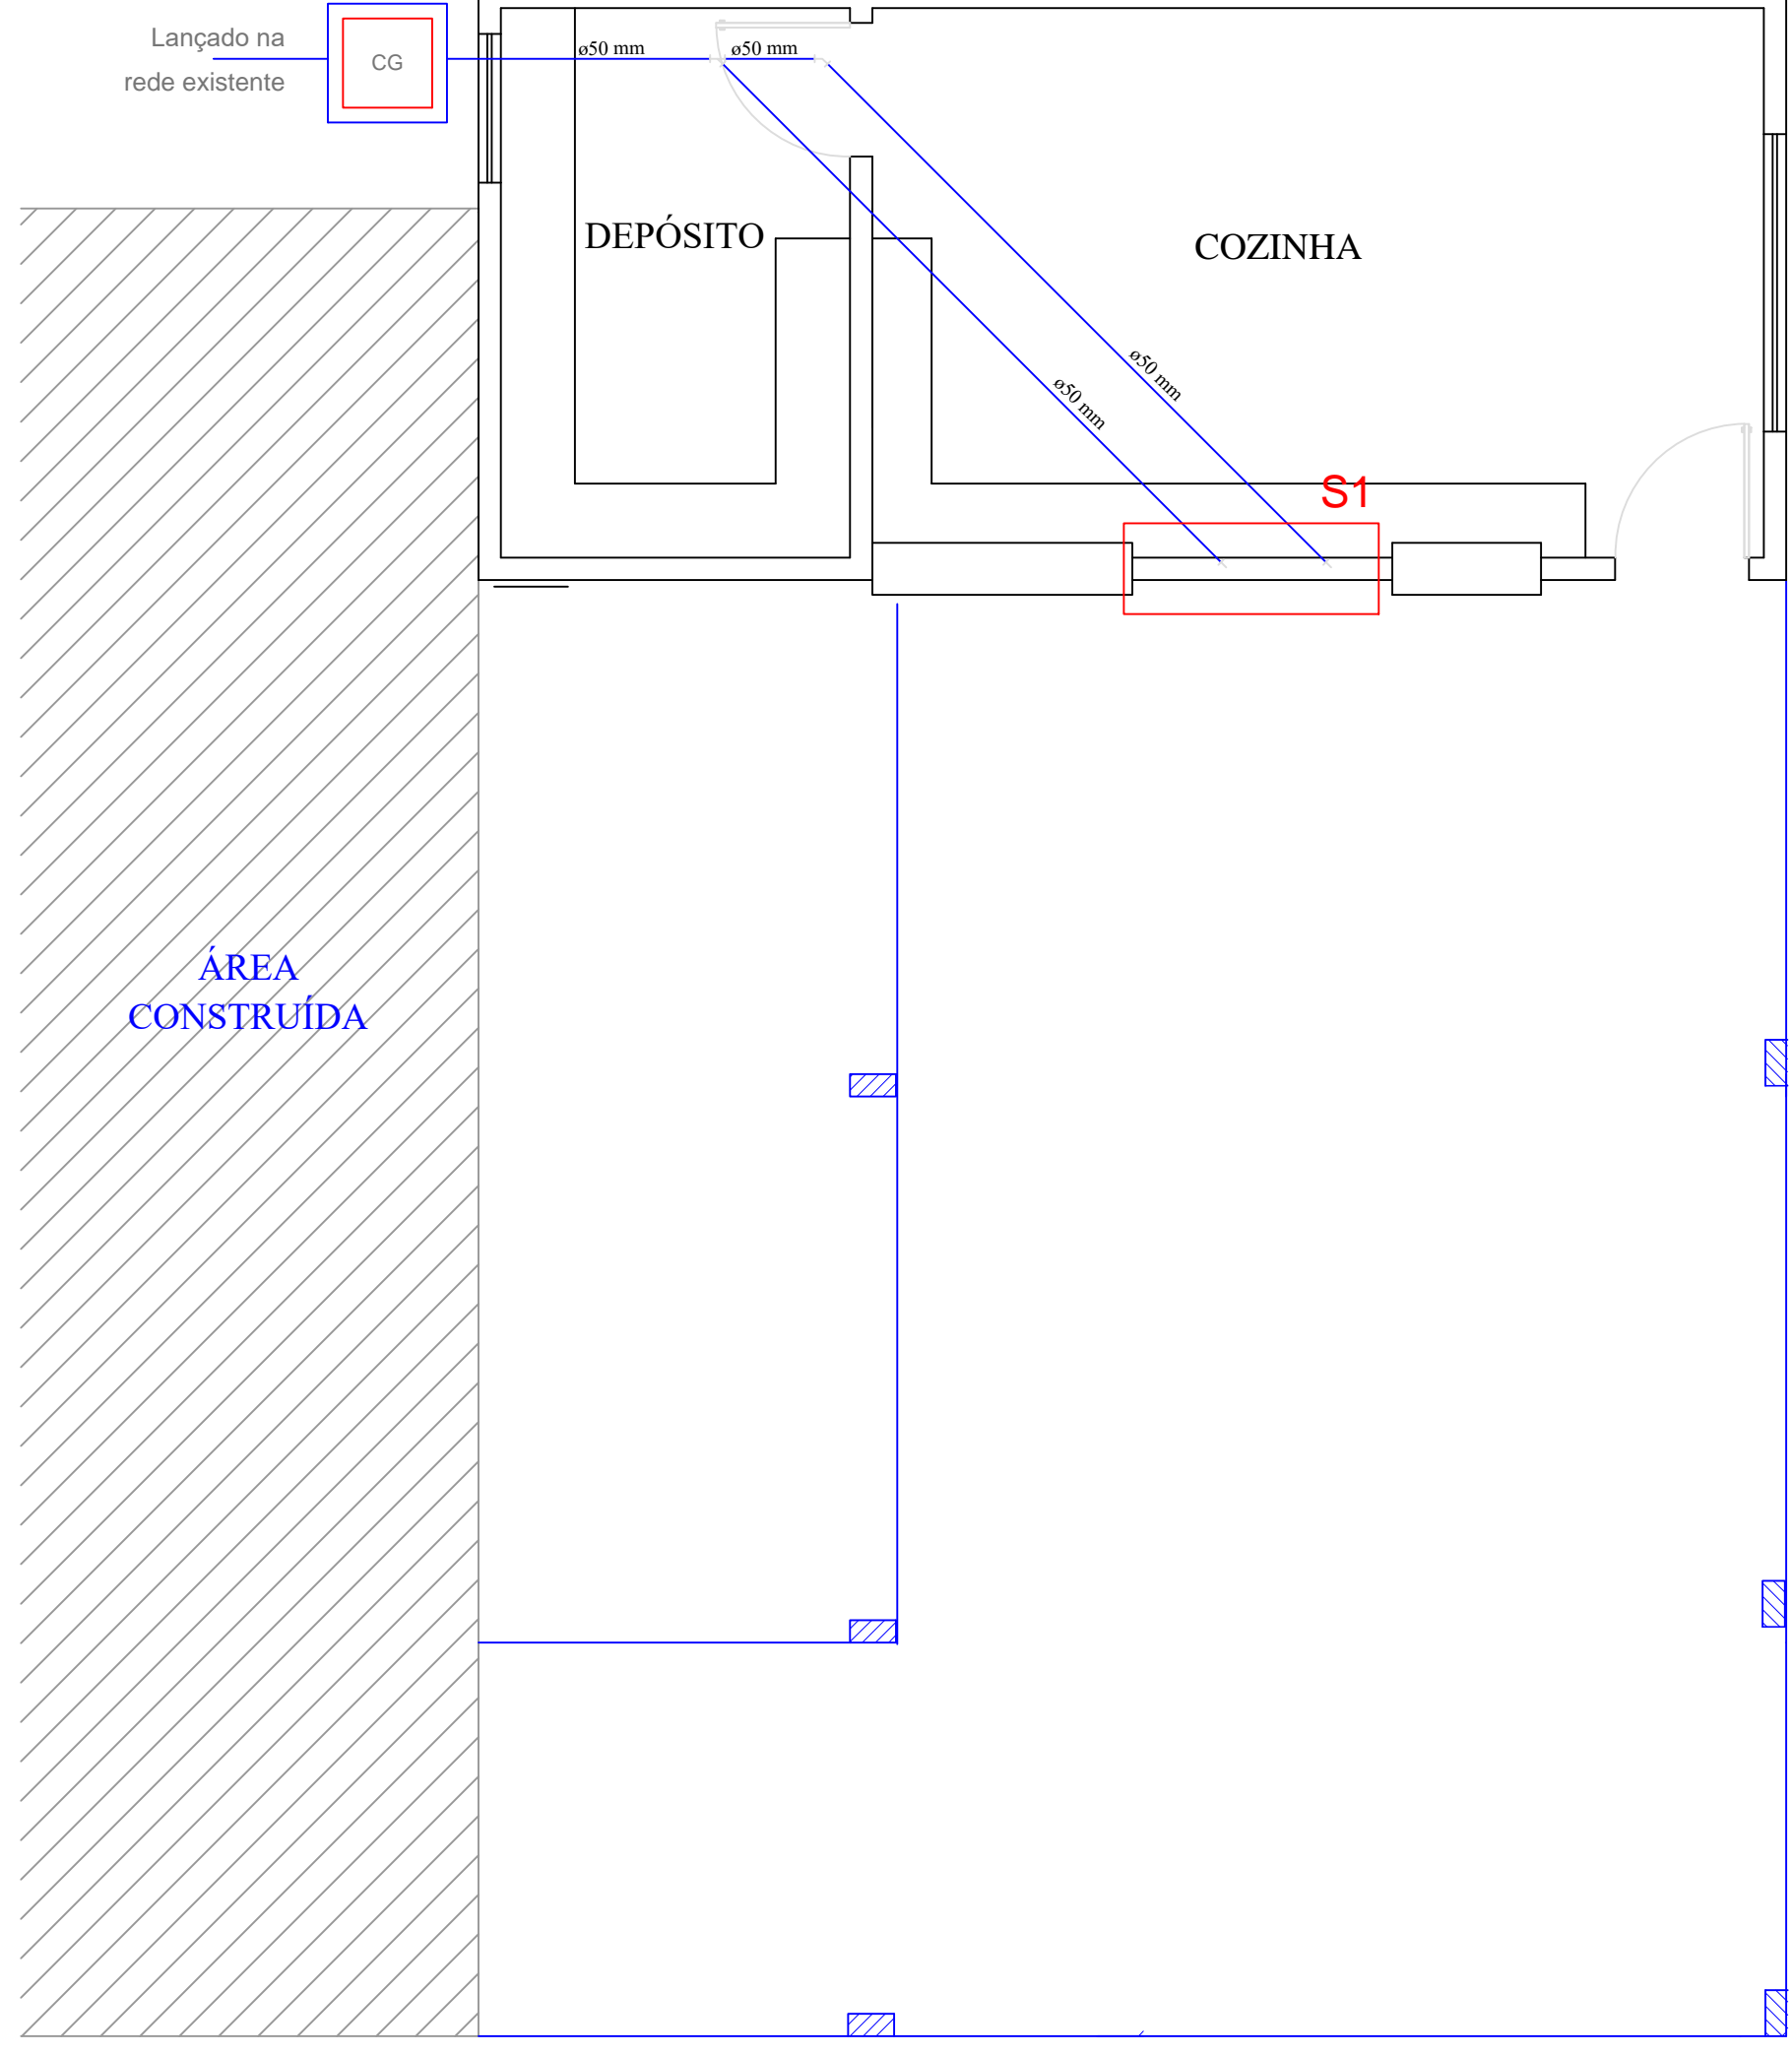 Lançado na
rede existente
CG
ø50 mm
ø50 mm
DEPÓSITO
COZINHA
ø50 mm
ø50 mm
S1
ÁREA
CONSTRUÍDA